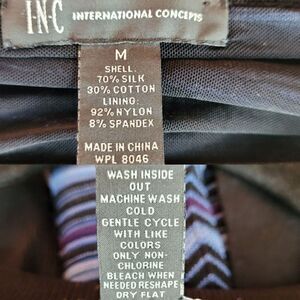 I·N·C INTERNATIONAL CONCEPTS
M
SHELL:
70% SILK
30% COTTON
LINING:
92% NYLON
8% SPANDEX
MADE IN CHINA
WPL 8046
WASH INSIDE
OUT
MACHINE WASH
COLD
GENTLE CYCLE
WITH LIKE
COLORS
ONLY NON-
CHLORINE
BLEACH WHEN
NEEDED RESHAPE
DRY FLAT